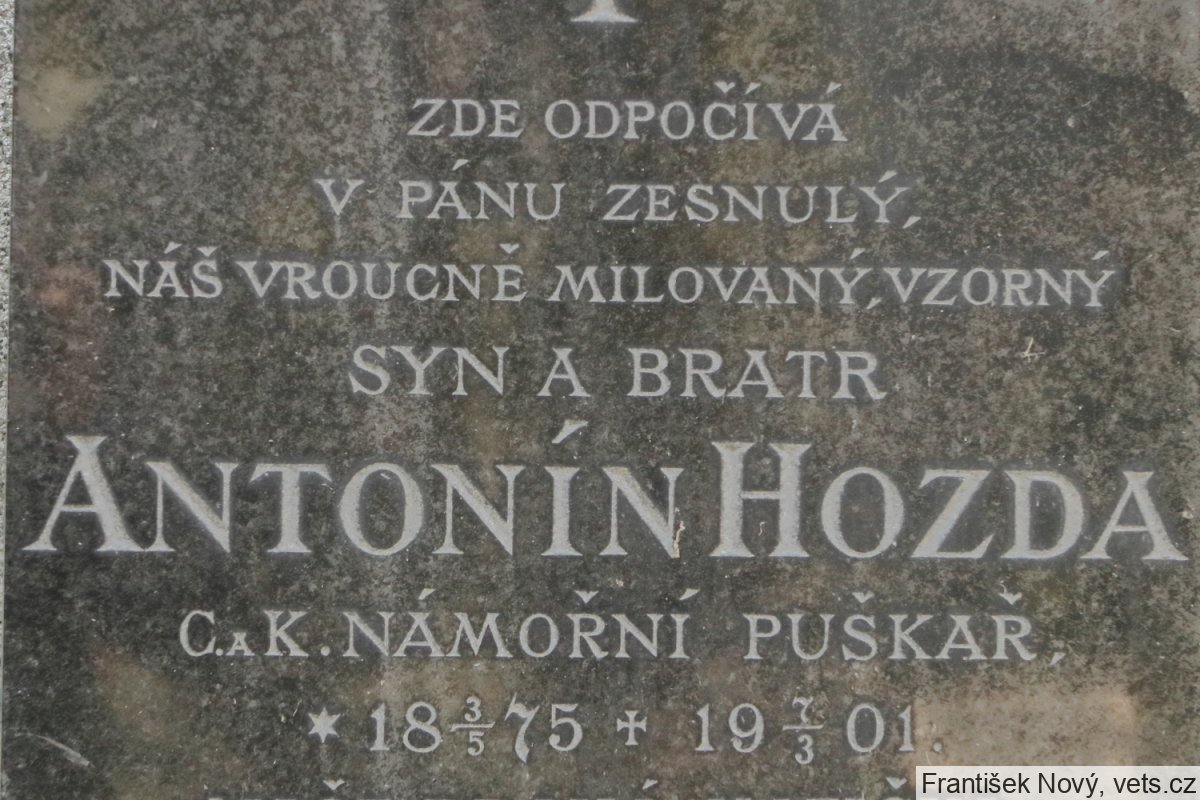 ZDE ODPOČÍVÁ
V PÁNU ZESNULÝ,
NÁŠ VROUCNĚ MILOVANÝ, VZORNÝ
SYN A BRATR
ANTONÍN HOZDA
C. A K. NÁMOŘNÍ PUŠKAŘ,
* 18 3/5 75 ✠ 19 7/3 01.
František Nový, vets.cz